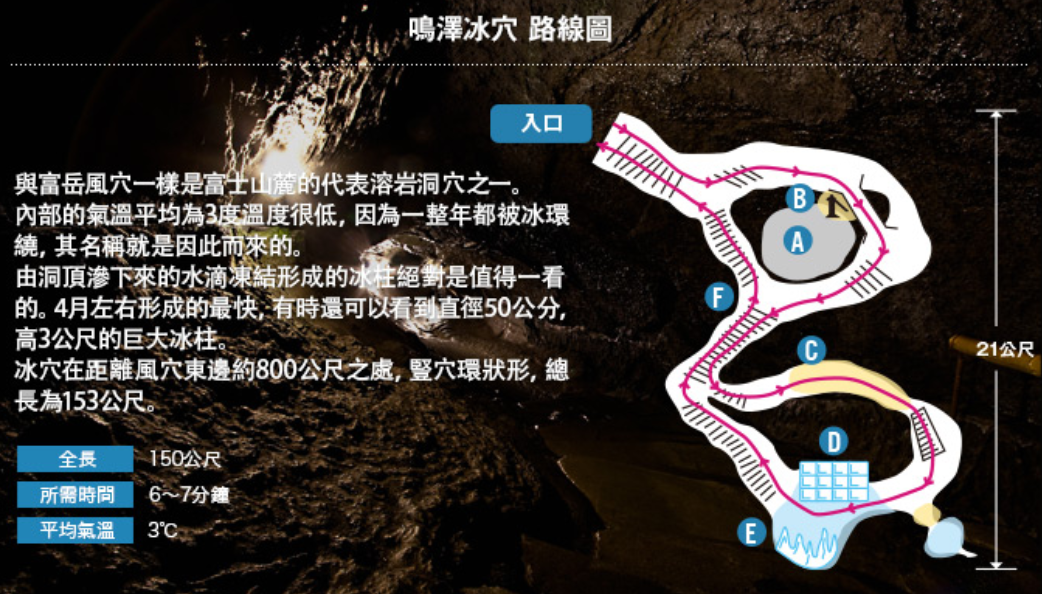 鳴澤冰穴 路線圖
入口
與富岳風穴一樣是富士山麓的代表溶岩洞穴之一。
內部的氣溫平均為3度溫度很低, 因為一整年都被冰環
繞, 其名稱就是因此而來的。
由洞頂滲下來的水滴凍結形成的冰柱絕對是值得一看
的。4月左右形成的最快, 有時還可以看到直徑50公分,
高3公尺的巨大冰柱。
冰穴在距離風穴東邊約800公尺之處, 豎穴環狀形, 總
長為153公尺。
全長 150公尺
所需時間 6～7分鐘
平均氣溫 3℃
B
A
F
C
D
E
21公尺